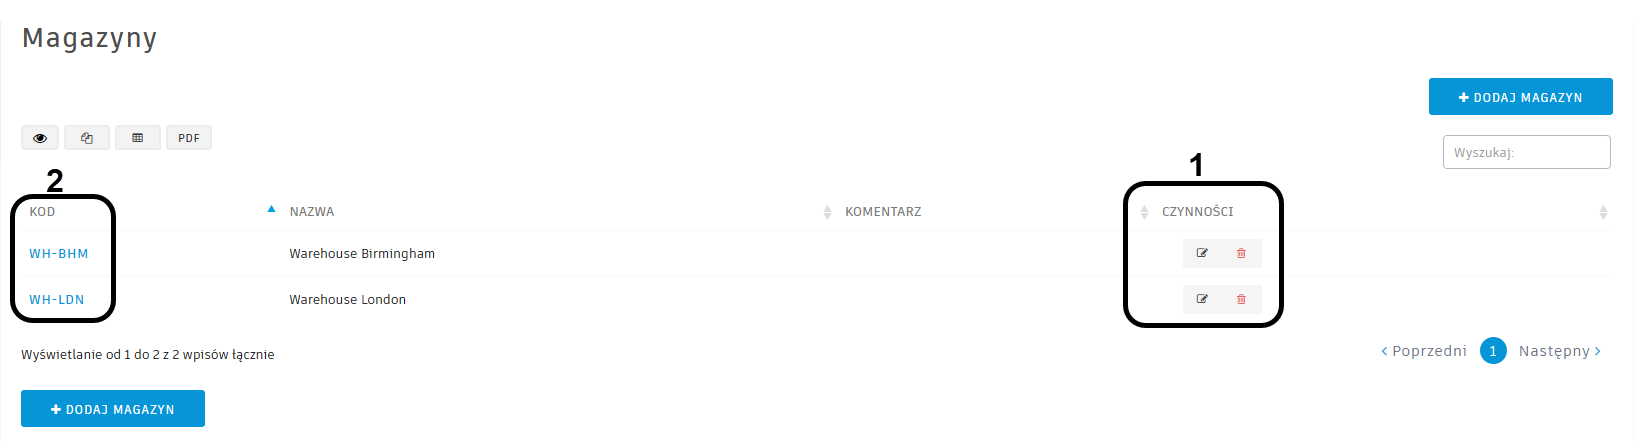 Magazyny
DODAJ MAGAZYN
PDF
Wyszukaj:
2
1
KOD NAZWA KOMENTARZ CZYNNOŚCI
WH-BHM Warehouse Birmingham
WH-LDN Warehouse London
Wyświetlanie od 1 do 2 z 2 wpisów łącznie
Poprzedni 1 Następny
DODAJ MAGAZYN